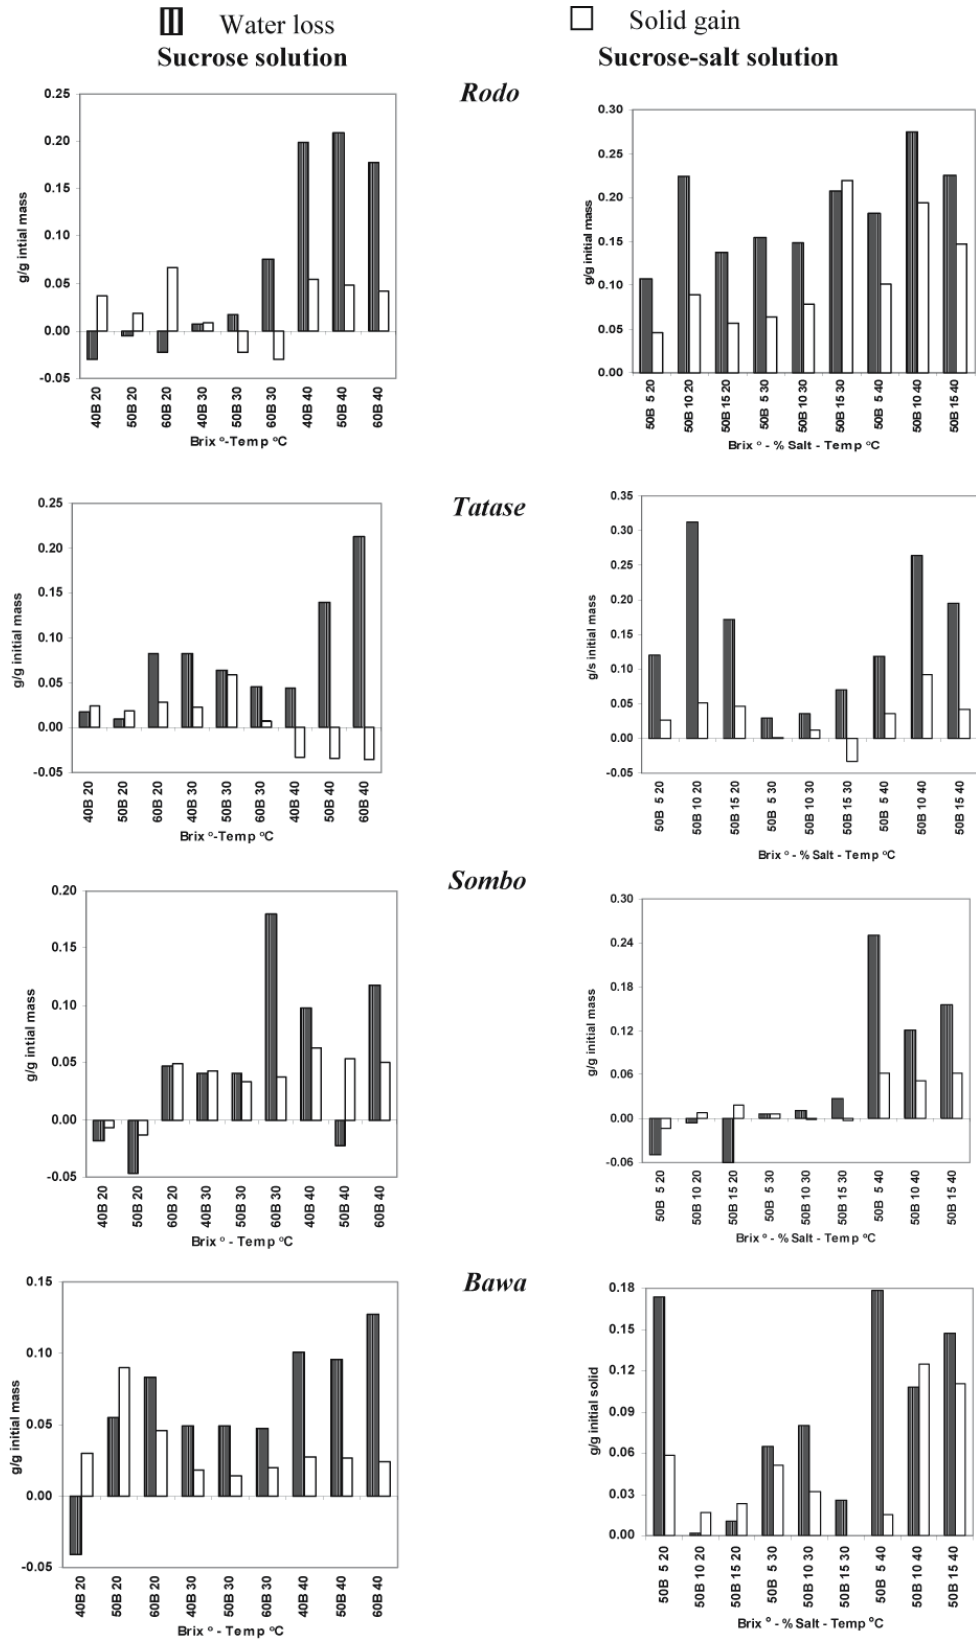 Water loss
Solid gain
Sucrose solution
Sucrose-salt solution
Rodo
0.25
0.20
0.15
0.10
0.05
0.00
-0.05
g/g intial mass
40B 20
50B 20
60B 20
40B 30
50B 30
60B 30
40B 40
50B 40
60B 40
Brix º-Temp ºC
0.30
0.25
0.20
0.15
0.10
0.05
0.00
g/g initial mass
50B 5 20
50B 10 20
50B 15 20
50B 5 30
50B 10 30
50B 15 30
50B 5 40
50B 10 40
50B 15 40
Brix º - % Salt - Temp ºC
Tatase
0.25
0.20
0.15
0.10
0.05
0.00
-0.05
g/g initial mass
40B 20
50B 20
60B 20
40B 30
50B 30
60B 30
40B 40
50B 40
60B 40
Brix º-Temp ºC
0.35
0.30
0.25
0.20
0.15
0.10
0.05
0.00
-0.05
g/s initial mass
50B 5 20
50B 10 20
50B 15 20
50B 5 30
50B 10 30
50B 15 30
50B 5 40
50B 10 40
50B 15 40
Brix º - % Salt - Temp ºC
Sombo
0.20
0.15
0.10
0.05
0.00
-0.05
g/g intial mass
40B 20
50B 20
60B 20
40B 30
50B 30
60B 30
40B 40
50B 40
60B 40
Brix º - Temp ºC
0.30
0.24
0.18
0.12
0.06
0.00
-0.06
g/g initial mass
50B 5 20
50B 10 20
50B 15 20
50B 5 30
50B 10 30
50B 15 30
50B 5 40
50B 10 40
50B 15 40
Brix º - % Salt - Temp ºC
Bawa
0.15
0.10
0.05
0.00
-0.05
g/g initial mass
40B 20
50B 20
60B 20
40B 30
50B 30
60B 30
40B 40
50B 40
60B 40
Brix º - Temp ºC
0.18
0.15
0.12
0.09
0.06
0.03
0.00
g/g initial solid
50B 5 20
50B 10 20
50B 15 20
50B 5 30
50B 10 30
50B 15 30
50B 5 40
50B 10 40
50B 15 40
Brix º - % Salt - Temp ºC